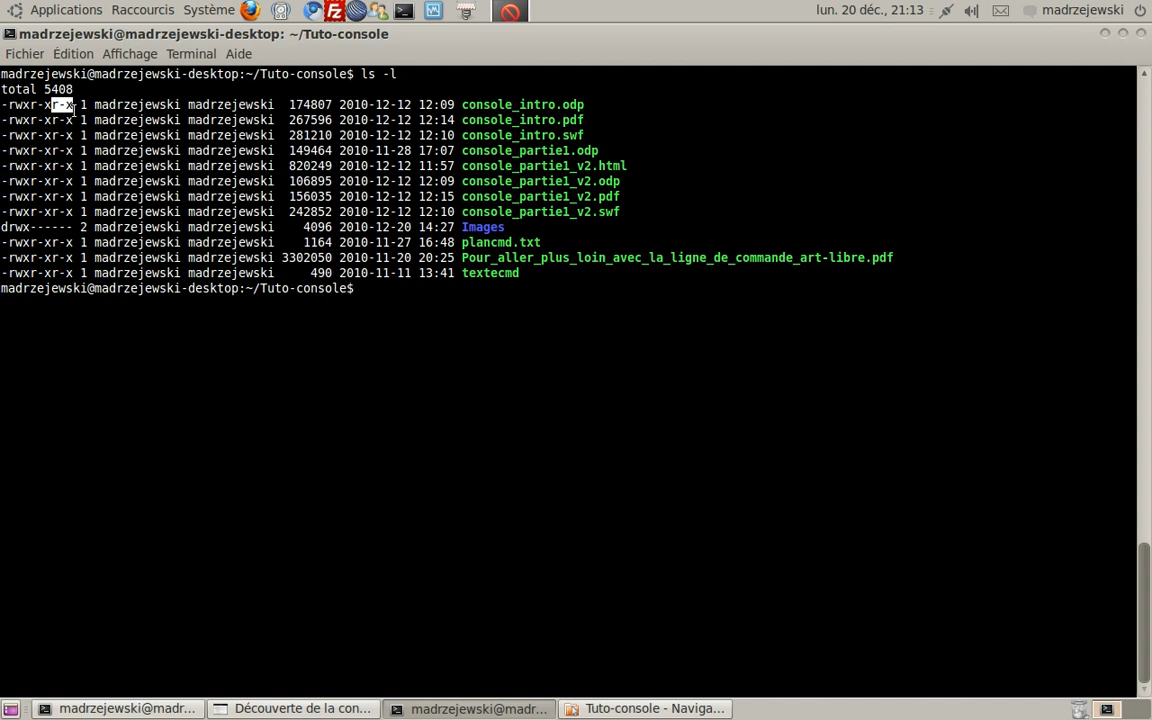 Applications Raccourcis Système lun. 20 déc., 21:13 madrzejewski
madrzejewski@madrzejewski-desktop: ~/Tuto-console
Fichier Édition Affichage Terminal Aide
madrzejewski@madrzejewski-desktop:~/Tuto-console$ ls -l
total 5408
-rwxr-xr-x 1 madrzejewski madrzejewski 174807 2010-12-12 12:09 console_intro.odp
-rwxr-xr-x 1 madrzejewski madrzejewski 267596 2010-12-12 12:14 console_intro.pdf
-rwxr-xr-x 1 madrzejewski madrzejewski 281210 2010-12-12 12:10 console_intro.swf
-rwxr-xr-x 1 madrzejewski madrzejewski 149464 2010-11-28 17:07 console_partie1.odp
-rwxr-xr-x 1 madrzejewski madrzejewski 820249 2010-12-12 11:57 console_partie1_v2.html
-rwxr-xr-x 1 madrzejewski madrzejewski 106895 2010-12-12 12:09 console_partie1_v2.odp
-rwxr-xr-x 1 madrzejewski madrzejewski 156035 2010-12-12 12:15 console_partie1_v2.pdf
-rwxr-xr-x 1 madrzejewski madrzejewski 242852 2010-12-12 12:10 console_partie1_v2.swf
drwx------ 2 madrzejewski madrzejewski 4096 2010-12-20 14:27 Images
-rwxr-xr-x 1 madrzejewski madrzejewski 1164 2010-11-27 16:48 plancmd.txt
-rwxr-xr-x 1 madrzejewski madrzejewski 3302050 2010-11-20 20:25 Pour_aller_plus_loin_avec_la_ligne_de_commande_art-libre.pdf
-rwxr-xr-x 1 madrzejewski madrzejewski 490 2010-11-11 13:41 textecmd
madrzejewski@madrzejewski-desktop:~/Tuto-console$
madrzejewski@madr... Découverte de la con... madrzejewski@madr... Tuto-console - Naviga...